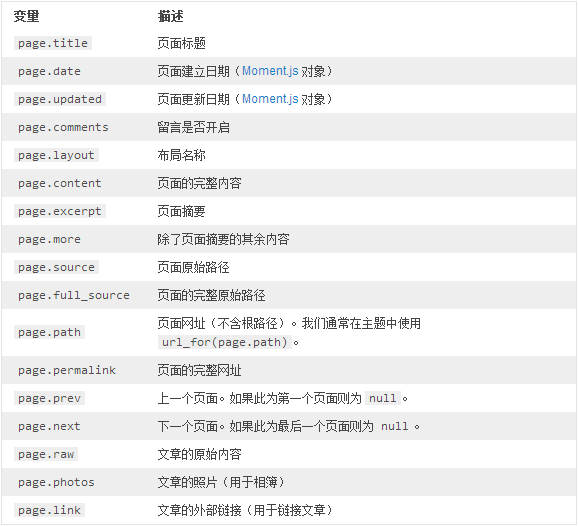 变量 描述
page.title 页面标题
page.date 页面建立日期（Moment.js 对象）
page.updated 页面更新日期（Moment.js 对象）
page.comments 留言是否开启
page.layout 布局名称
page.content 页面的完整内容
page.excerpt 页面摘要
page.more 除了页面摘要的其余内容
page.source 页面原始路径
page.full_source 页面的完整原始路径
page.path 页面网址（不含根路径）。我们通常在主题中使用
url_for(page.path)。
page.permalink 页面的完整网址
page.prev 上一个页面。如果此为第一个页面则为 null。
page.next 下一个页面。如果此为最后一个页面则为 null。
page.raw 文章的原始内容
page.photos 文章的照片（用于相簿）
page.link 文章的外部链接（用于链接文章）